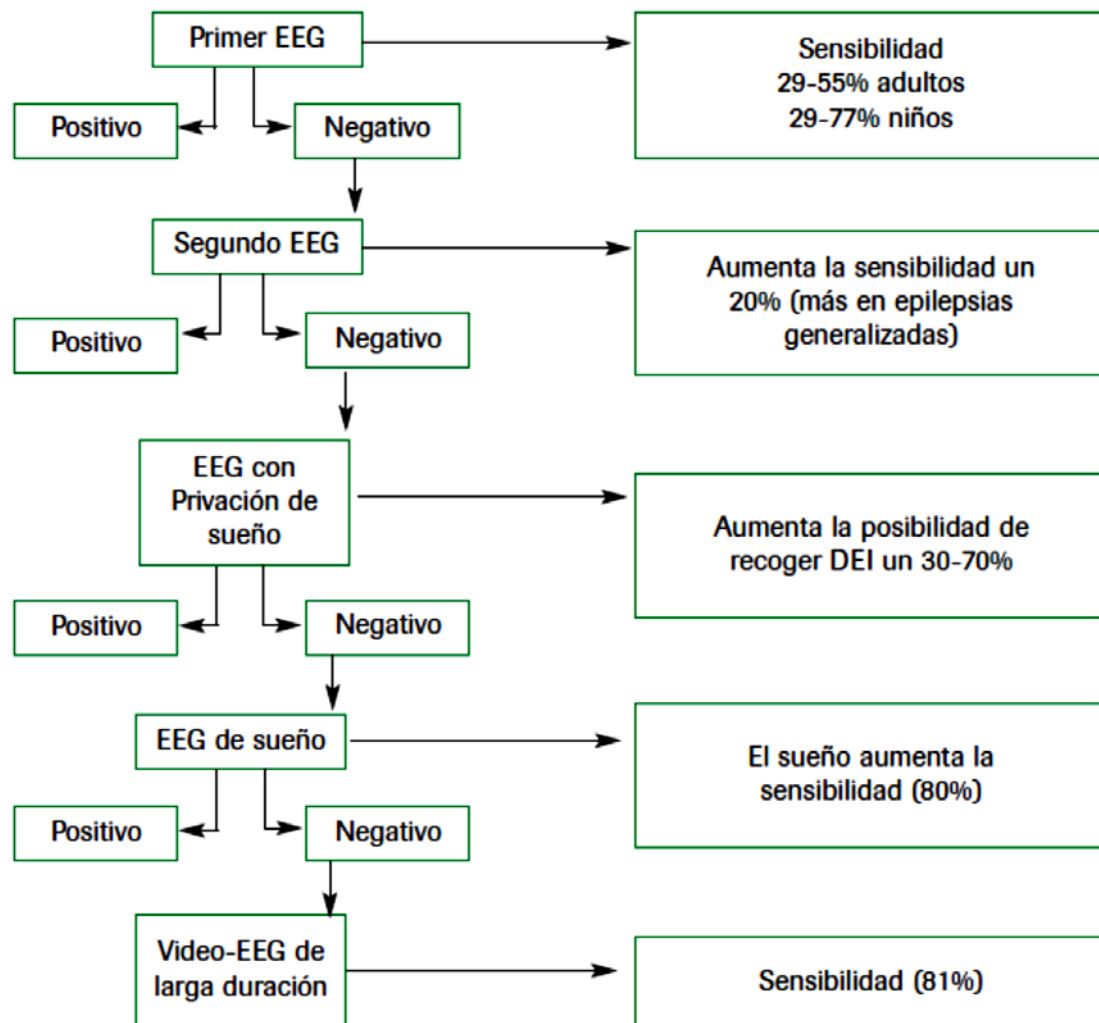 Primer EEG
Sensibilidad
29-55% adultos
29-77% niños
Positivo
Negativo
Segundo EEG
Aumenta la sensibilidad un
20% (más en epilepsias
generalizadas)
Positivo
Negativo
EEG con
Privación de
sueño
Aumenta la posibilidad de
recoger DEI un 30-70%
Positivo
Negativo
EEG de sueño
El sueño aumenta la
sensibilidad (80%)
Positivo
Negativo
Video-EEG de
larga duración
Sensibilidad (81%)